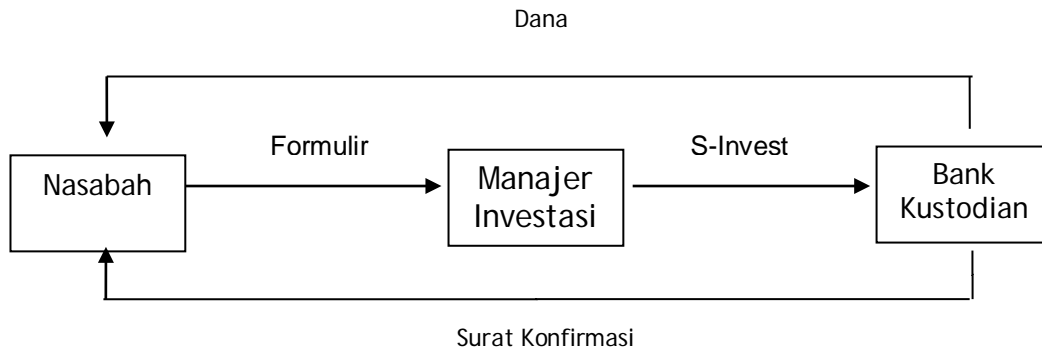 Dana
Formulir
S-Invest
Nasabah
Manajer
Investasi
Bank
Kustodian
Surat Konfirmasi